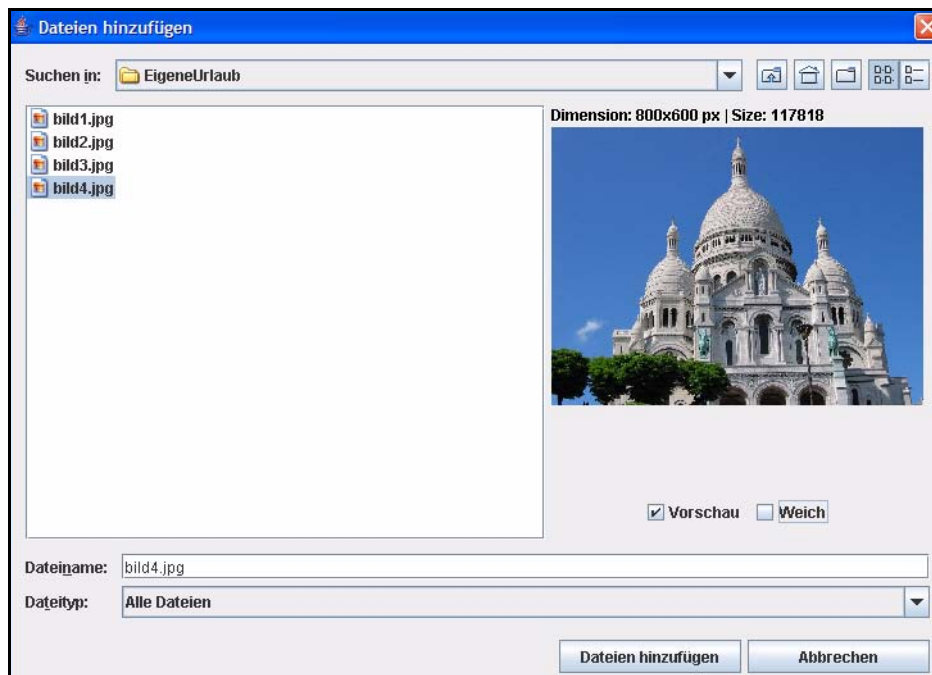 Dateien hinzufügen
Suchen in: EigeneUrlaub
bild1.jpg
bild2.jpg
bild3.jpg
bild4.jpg
Dimension: 800x600 px | Size: 117818
Vorschau Weich
Dateiname: bild4.jpg
Dateityp: Alle Dateien
Dateien hinzufügen Abbrechen